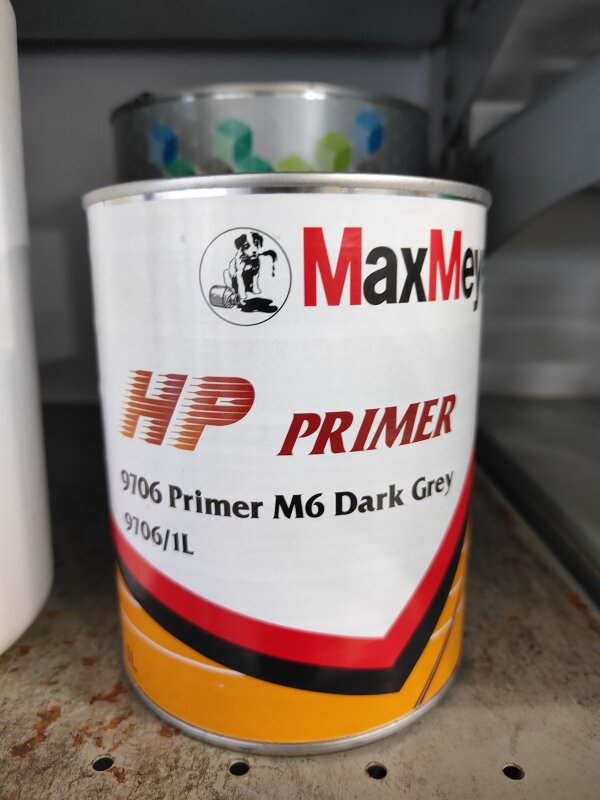 MaxMey
HP PRIMER
9706 Primer M6 Dark Grey
9706/1L